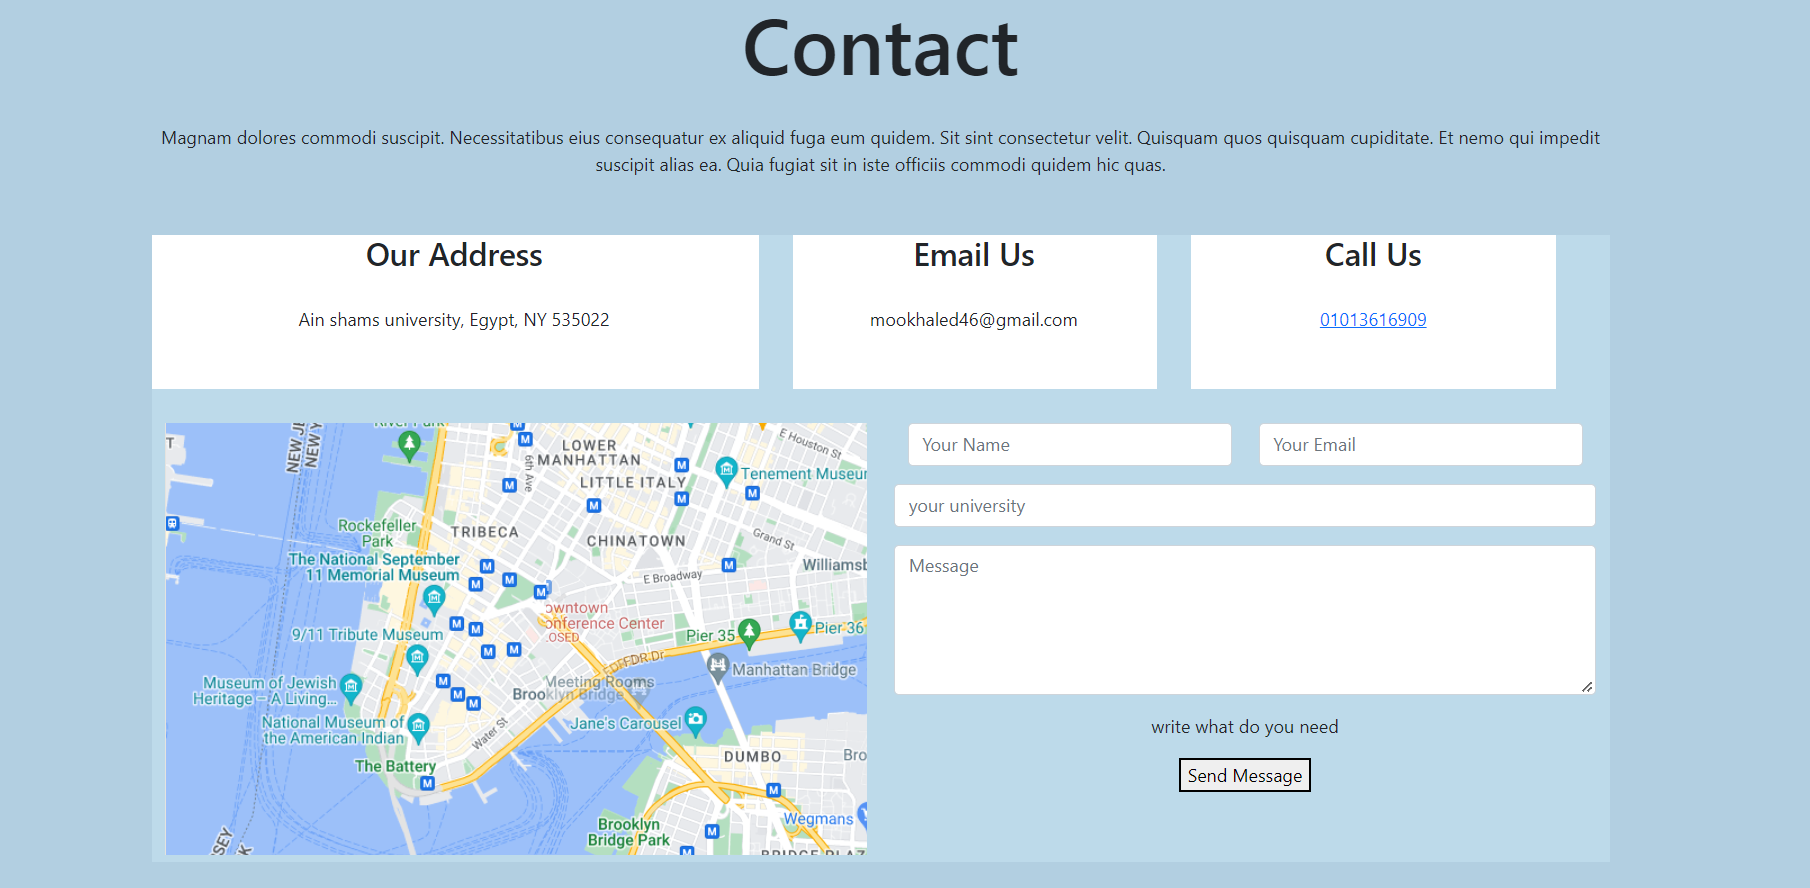 Contact
Magnam dolores commodi suscipit. Necessitatibus eius consequatur ex aliquid fuga eum quidem. Sit sint consectetur velit. Quisquam quos quisquam cupiditate. Et nemo qui impedit
suscipit alias ea. Quia fugiat sit in iste officiis commodi quidem hic quas.
Our Address
Ain shams university, Egypt, NY 535022
Email Us
mookhaled46@gmail.com
Call Us
01013616909
NEW
NEW
6th Ave
LOWER
MANHATTAN
LITTLE ITALY
E Houston St
Tenement
Rockefeller
Park
TRIBECA
CHINATOWN
Grand St
The National September
11 Memorial Museum
E Broadway
9/11 Tribute Museum
Conference Center
Pier 35
Pier 36
FDR Dr
Manhattan Bridge
Museum of Jewish
Heritage – A Living...
Meeting Rooms
Brooklyn Bridge
National Museum of
the American Indian
Water St
Jane's Carousel
The Battery
DUMBO
Bro
Brooklyn
Bridge Park
Wegmans
BRIDGE PLAZ
Your Name
Your Email
your university
Message
write what do you need
Send Message